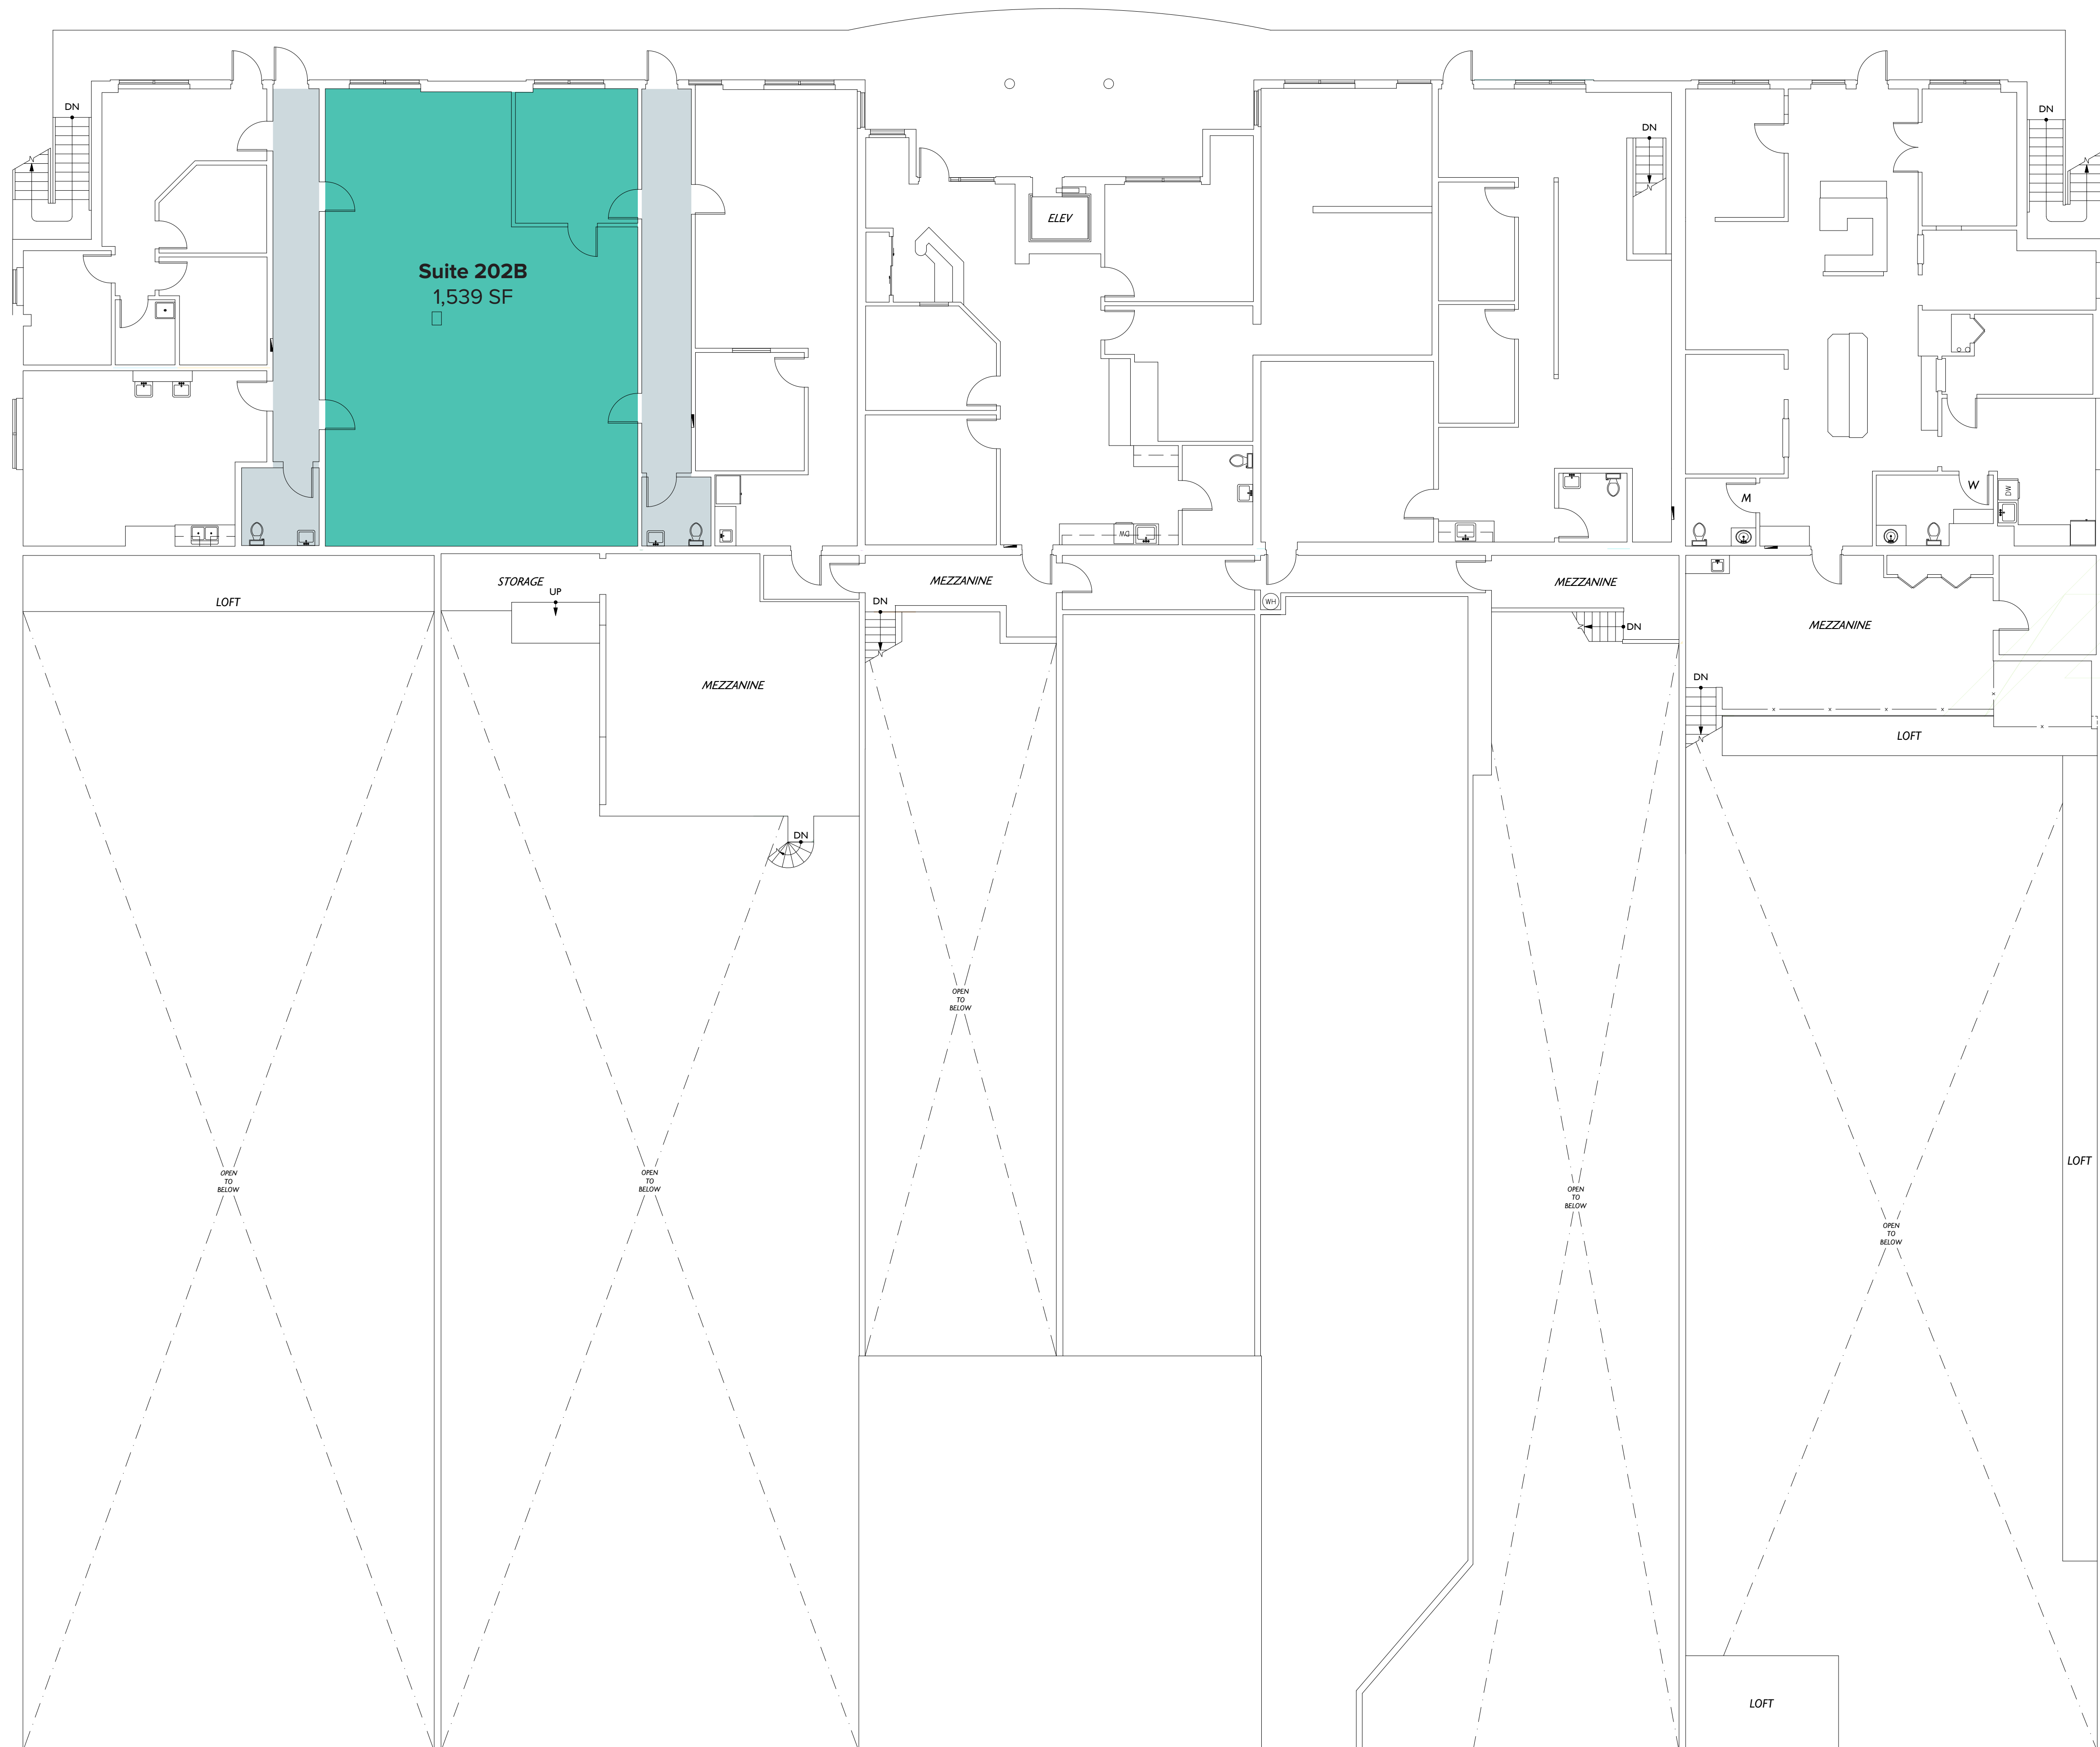 DN
DN
DN
N
N
N
ELEV
Suite 202B
1,539 SF
M
W
DW
DW
STORAGE
MEZZANINE
MEZZANINE
LOFT
UP
DN
WH
N
DN
N
MEZZANINE
MEZZANINE
DN
N
LOFT
DN
OPEN
TO
BELOW
LOFT
OPEN
TO
BELOW
OPEN
TO
BELOW
OPEN
TO
BELOW
OPEN
TO
BELOW
LOFT